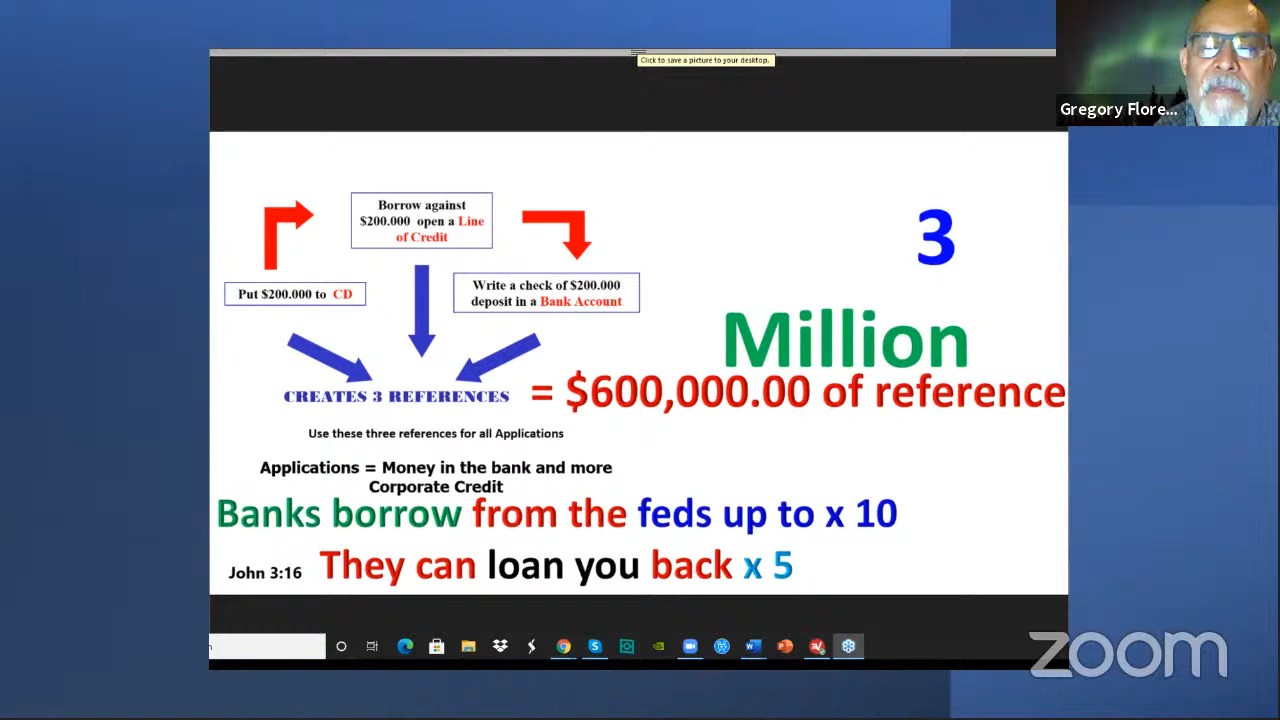 Click to save a picture to your desktop.
Gregory Flore...
Borrow against
$200.000 open a Line
of Credit
3
Put $200.000 to CD
Write a check of $200.000
deposit in a Bank Account
Million
CREATES 3 REFERENCES
= $600,000.00 of reference
Use these three references for all Applications
Applications = Money in the bank and more
Corporate Credit
Banks borrow from the feds up to x 10
John 3:16
They can loan you back x 5
zoom